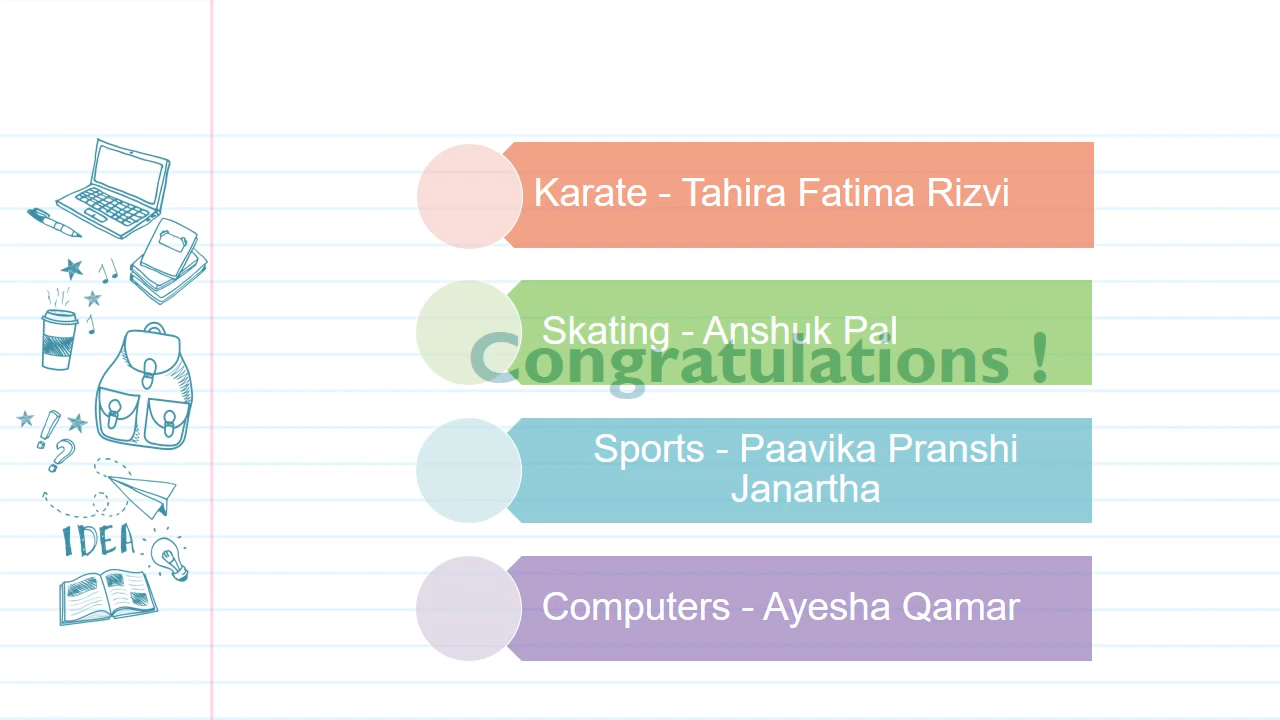 Karate - Tahira Fatima Rizvi
Skating - Anshuk Pal
Congratulations !
Sports - Paavika Pranshi
Janartha
Computers - Ayesha Qamar
IDEA